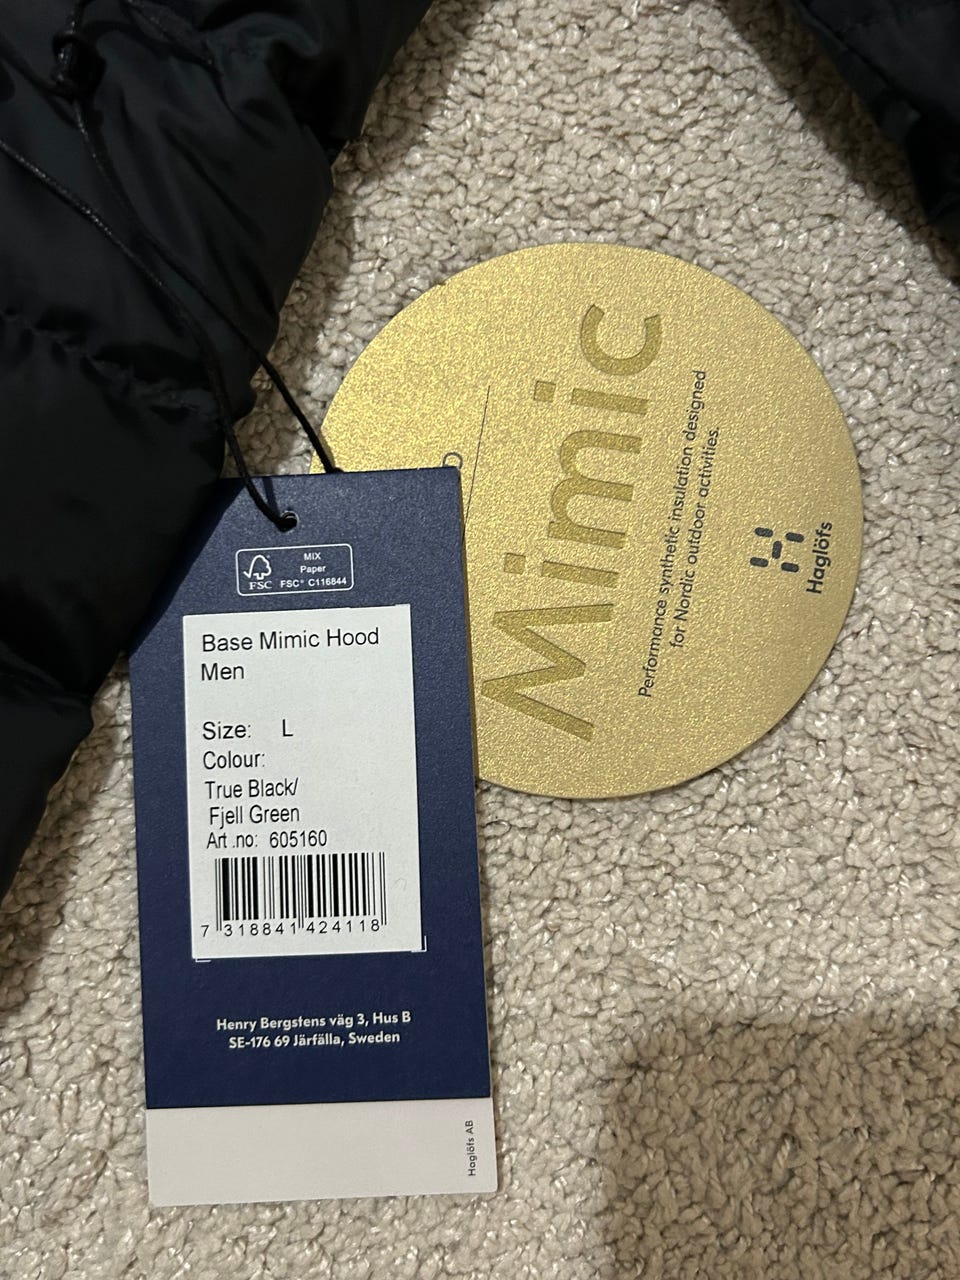 MIX
Paper
FSC
FSC® C116844
Base Mimic Hood
Men
Size: L
Colour:
True Black/
Fjell Green
Art.no: 605160
7 318841 424118
Henry Bergstens väg 3, Hus B
SE-176 69 Järfälla, Sweden
Haglöfs AB
Mimic
Performance synthetic insulation designed
for Nordic outdoor activities.
Haglöfs